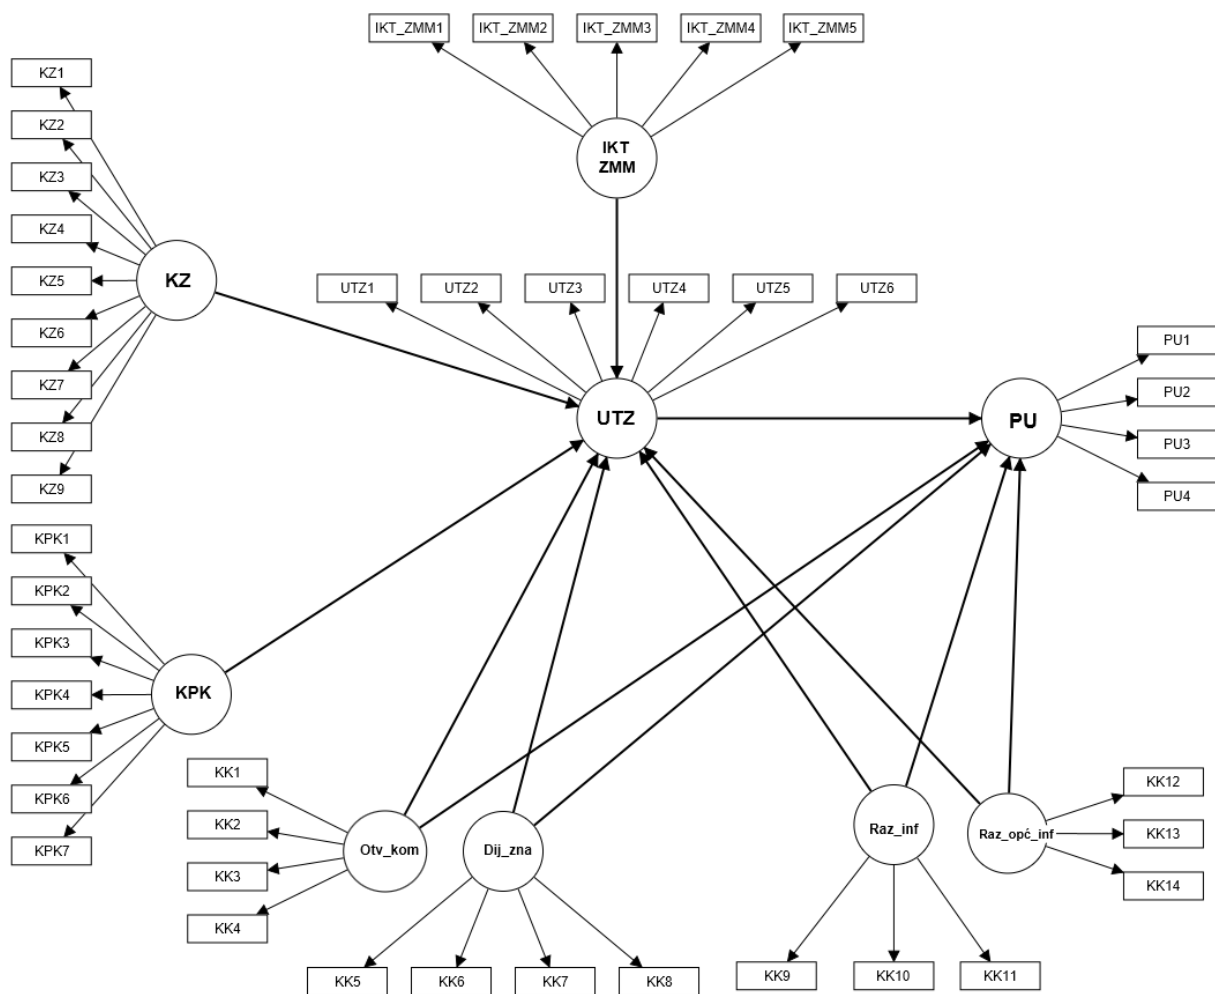 IKT_ZMM1 IKT_ZMM2 IKT_ZMM3 IKT_ZMM4 IKT_ZMM5
KZ1
KZ2
KZ3
KZ4
KZ5
KZ6
KZ7
KZ8
KZ9
IKT
ZMM
KZ
UTZ1 UTZ2 UTZ3 UTZ4 UTZ5 UTZ6
UTZ
PU
PU1
PU2
PU3
PU4
KPK1
KPK2
KPK3
KPK4
KPK5
KPK6
KPK7
KPK
KK1
KK2
KK3
KK4
Otv_kom
Dij_zna
Raz_inf
Raz_opć_inf
KK12
KK13
KK14
KK5 KK6 KK7 KK8
KK9 KK10 KK11